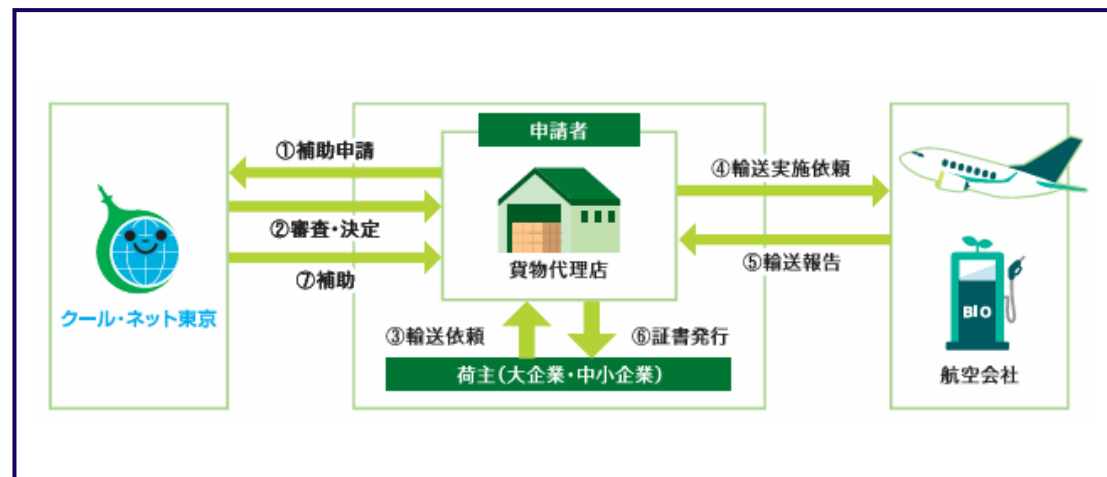 申請者
①補助申請
②審査・決定
⑦補助
クール・ネット東京
貨物代理店
③輸送依頼
⑥証書発行
荷主(大企業・中小企業)
④輸送実施依頼
⑤輸送報告
BIO
航空会社